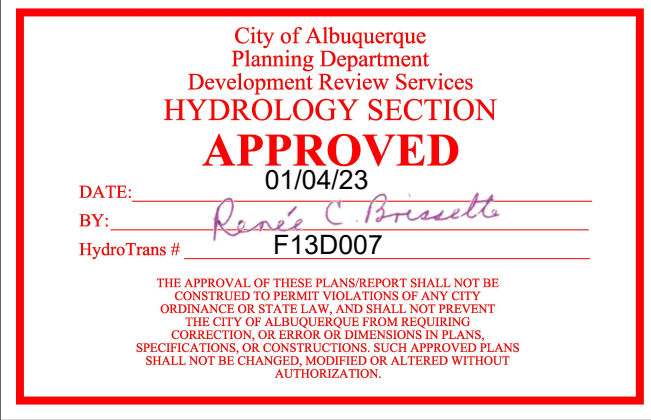 City of Albuquerque
Planning Department
Development Review Services
HYDROLOGY SECTION
APPROVED
DATE: 01/04/23
BY: Renée C. Brissette
HydroTrans # F13D007
THE APPROVAL OF THESE PLANS/REPORT SHALL NOT BE
CONSTRUED TO PERMIT VIOLATIONS OF ANY CITY
ORDINANCE OR STATE LAW, AND SHALL NOT PREVENT
THE CITY OF ALBUQUERQUE FROM REQUIRING
CORRECTION, OR ERROR OR DIMENSIONS IN PLANS,
SPECIFICATIONS, OR CONSTRUCTIONS. SUCH APPROVED PLANS
SHALL NOT BE CHANGED, MODIFIED OR ALTERED WITHOUT
AUTHORIZATION.